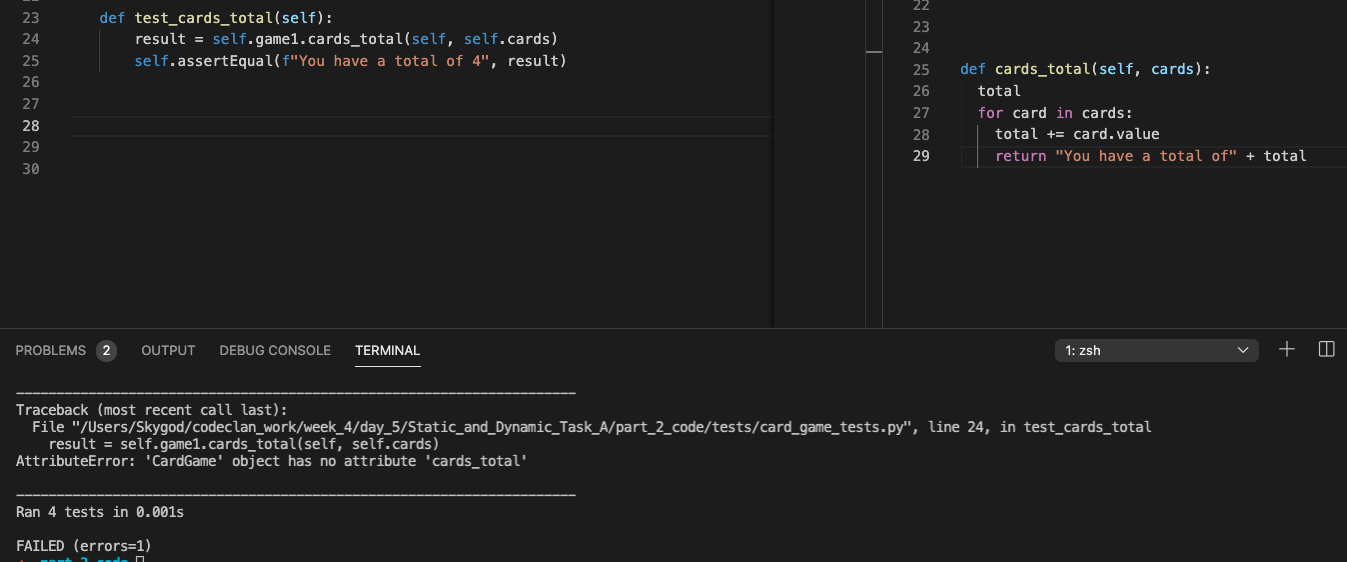 23 def test_cards_total(self):
24 result = self.game1.cards_total(self, self.cards)
25 self.assertEqual(f"You have a total of 4", result)
26
27
28
29
30
22
23
24
25 def cards_total(self, cards):
26 total
27 for card in cards:
28 total += card.value
29 return "You have a total of" + total
PROBLEMS 2 OUTPUT DEBUG CONSOLE TERMINAL 1: zsh
----------------------------------------------------------------------
Traceback (most recent call last):
File "/Users/Skygod/codeclan_work/week_4/day_5/Static_and_Dynamic_Task_A/part_2_code/tests/card_game_tests.py", line 24, in test_cards_total
result = self.game1.cards_total(self, self.cards)
AttributeError: 'CardGame' object has no attribute 'cards_total'
----------------------------------------------------------------------
Ran 4 tests in 0.001s
FAILED (errors=1)
part_2_code